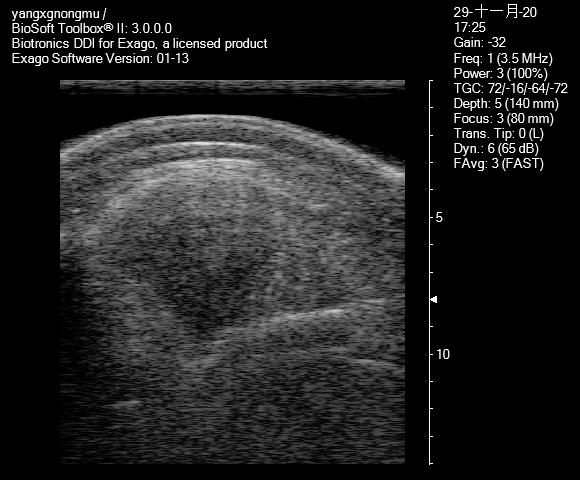 yangxgnongmu /
BioSoft Toolbox® II: 3.0.0.0
Biotronics DDI for Exago, a licensed product
Exago Software Version: 01-13
29-十一月-20
17:25
Gain: -32
Freq: 1 (3.5 MHz)
Power: 3 (100%)
TGC: 72/-16/-64/-72
Depth: 5 (140 mm)
Focus: 3 (80 mm)
Trans. Tip: 0 (L)
Dyn.: 6 (65 dB)
FAvg: 3 (FAST)
5
10